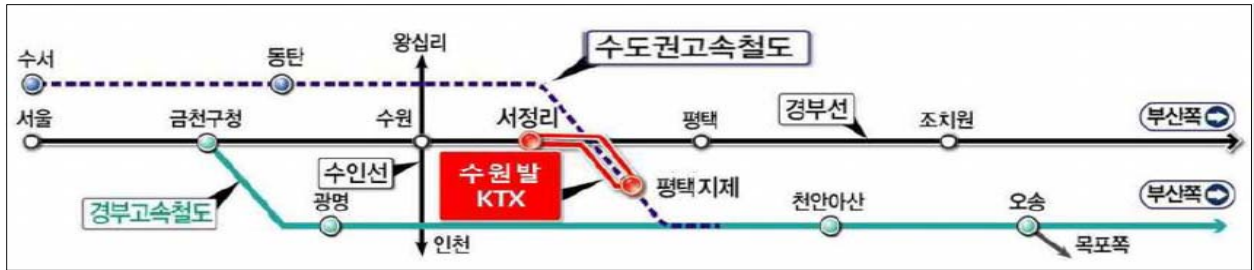 왕십리
수도권고속철도
수서
동탄
서울
금천구청
수원
서정리
평택
경부선
조치원
부산쪽
수인선
수원발
KTX
평택지제
경부고속철도
광명
천안아산
오송
부산쪽
인천
목포쪽